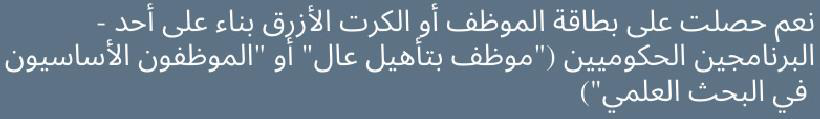 نعم حصلت على بطاقة الموظف أو الكرت الأزرق بناء على أحد -
البرنامجين الحكوميين ("موظف بتأهيل عال" أو "الموظفون الأساسيون
في البحث العلمي")